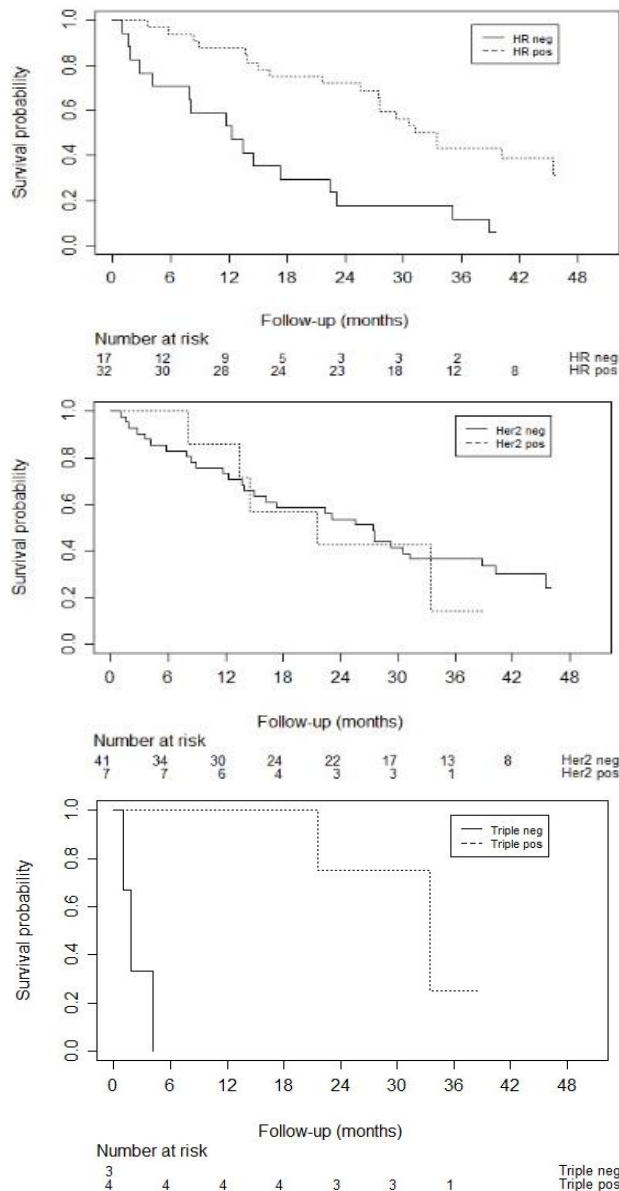 1.0
0.8
0.6
0.4
0.2
0.0
Survival probability
HR neg
HR pos
0 6 12 18 24 30 36 42 48
Follow-up (months)
Number at risk
17 12 9 5 3 3 2 HR neg
32 30 28 24 23 18 12 8 HR pos
1.0
0.8
0.6
0.4
0.2
0.0
Survival probability
Her2 neg
Her2 pos
0 6 12 18 24 30 36 42 48
Follow-up (months)
Number at risk
41 34 30 24 22 17 13 8 Her2 neg
7 7 6 4 3 3 1 Her2 pos
1.0
0.8
0.6
0.4
0.2
0.0
Survival probability
Triple neg
Triple pos
0 6 12 18 24 30 36 42 48
Follow-up (months)
Number at risk
3 Triple neg
4 4 4 4 3 3 1 Triple pos